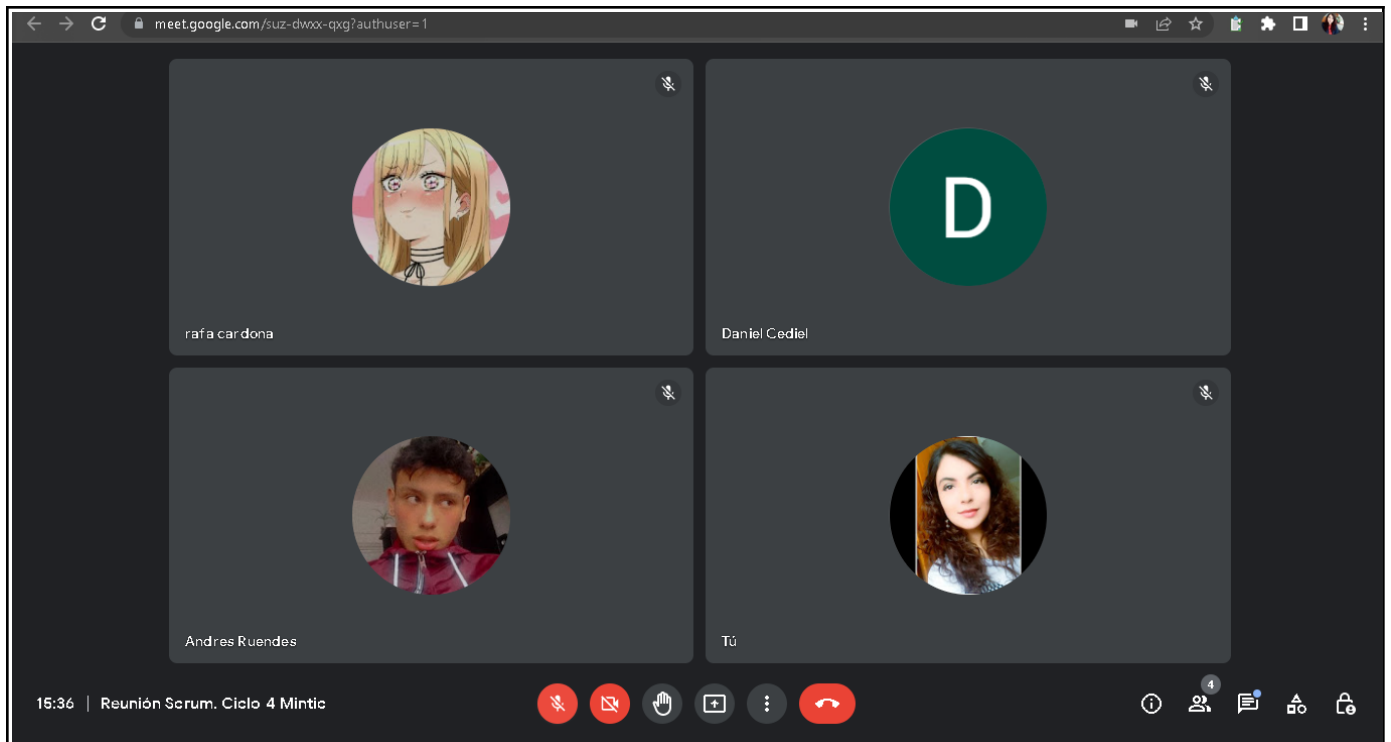 meet.google.com/suz-dwxx-qxg?authuser=1
rafa cardona
D
Daniel Cediel
Andres Ruendes
Tú
15:36 | Reunión Scrum. Ciclo 4 Mintic
4